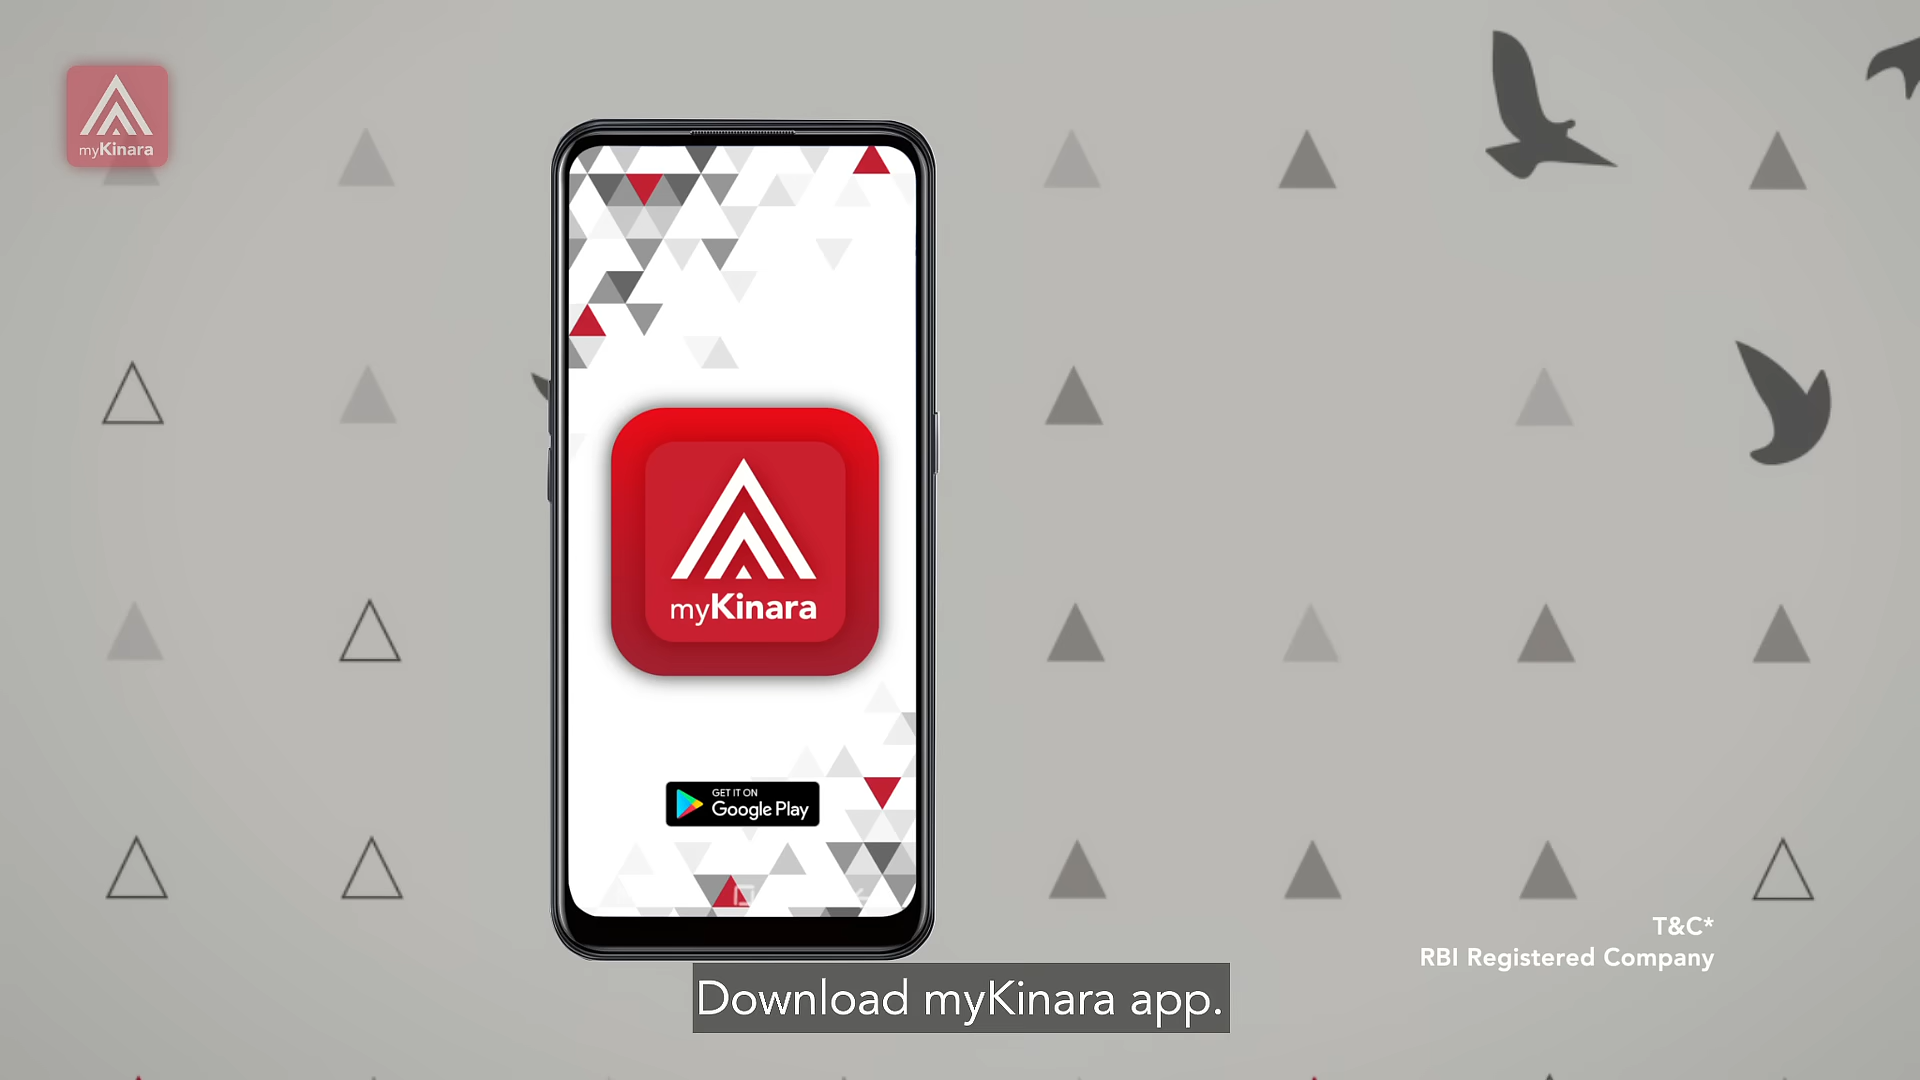 myKinara
myKinara
GET IT ON
Google Play
T&C*
RBI Registered Company
Download myKinara app.